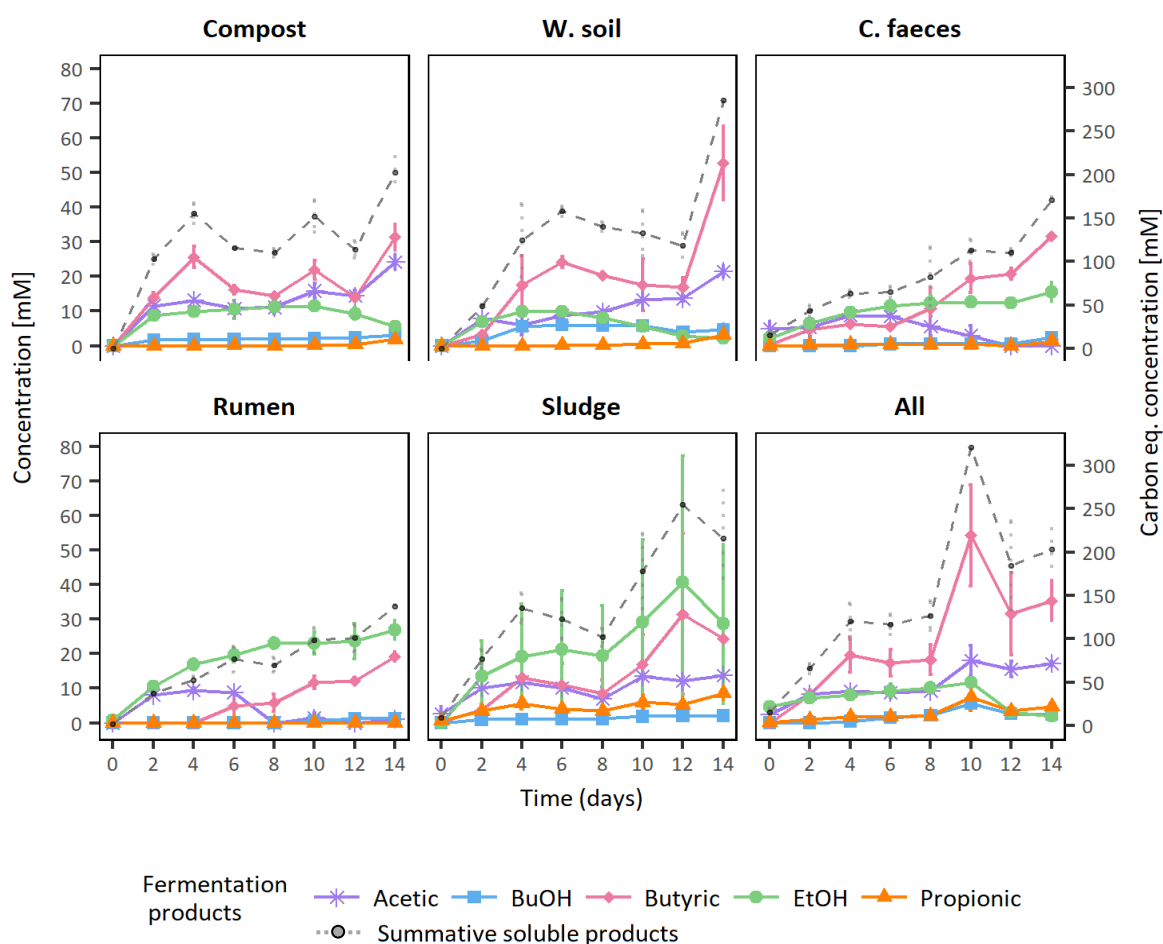 Compost
W. soil
C. faeces
80
70
60
50
40
30
20
10
0
300
250
200
150
100
50
0
Concentration [mM]
Carbon eq. concentration [mM]
Rumen
Sludge
All
80
70
60
50
40
30
20
10
0
300
250
200
150
100
50
0
0 2 4 6 8 10 12 14
0 2 4 6 8 10 12 14
0 2 4 6 8 10 12 14
Time (days)
Fermentation
products
Acetic BuOH Butyric EtOH Propionic
Summative soluble products